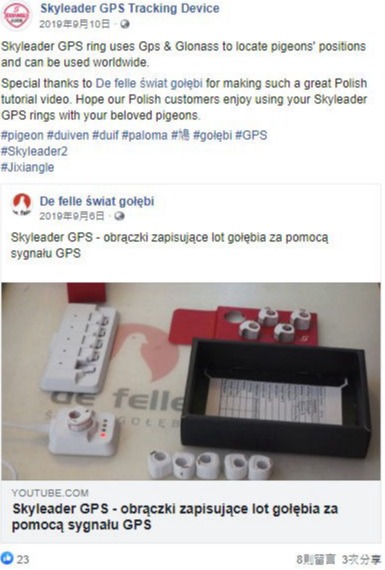 Skyleader GPS Tracking Device
2019年9月10日 ·
Skyleader GPS ring uses Gps & Glonass to locate pigeons' positions
and can be used worldwide.
Special thanks to De felle świat gołębi for making such a great Polish
tutorial video. Hope our Polish customers enjoy using your Skyleader
GPS rings with your beloved pigeons.
#pigeon #duiven #duif #paloma #鳩 #gołębi #GPS
#Skyleader2
#Jixiangle
De felle świat gołębi
2019年9月6日 ·
Skyleader GPS - obrączki zapisujące lot gołębia za pomocą
sygnału GPS
de felle
YOUTUBE.COM
Skyleader GPS - obrączki zapisujące lot gołębia za
pomocą sygnału GPS
23
8則留言 3次分享